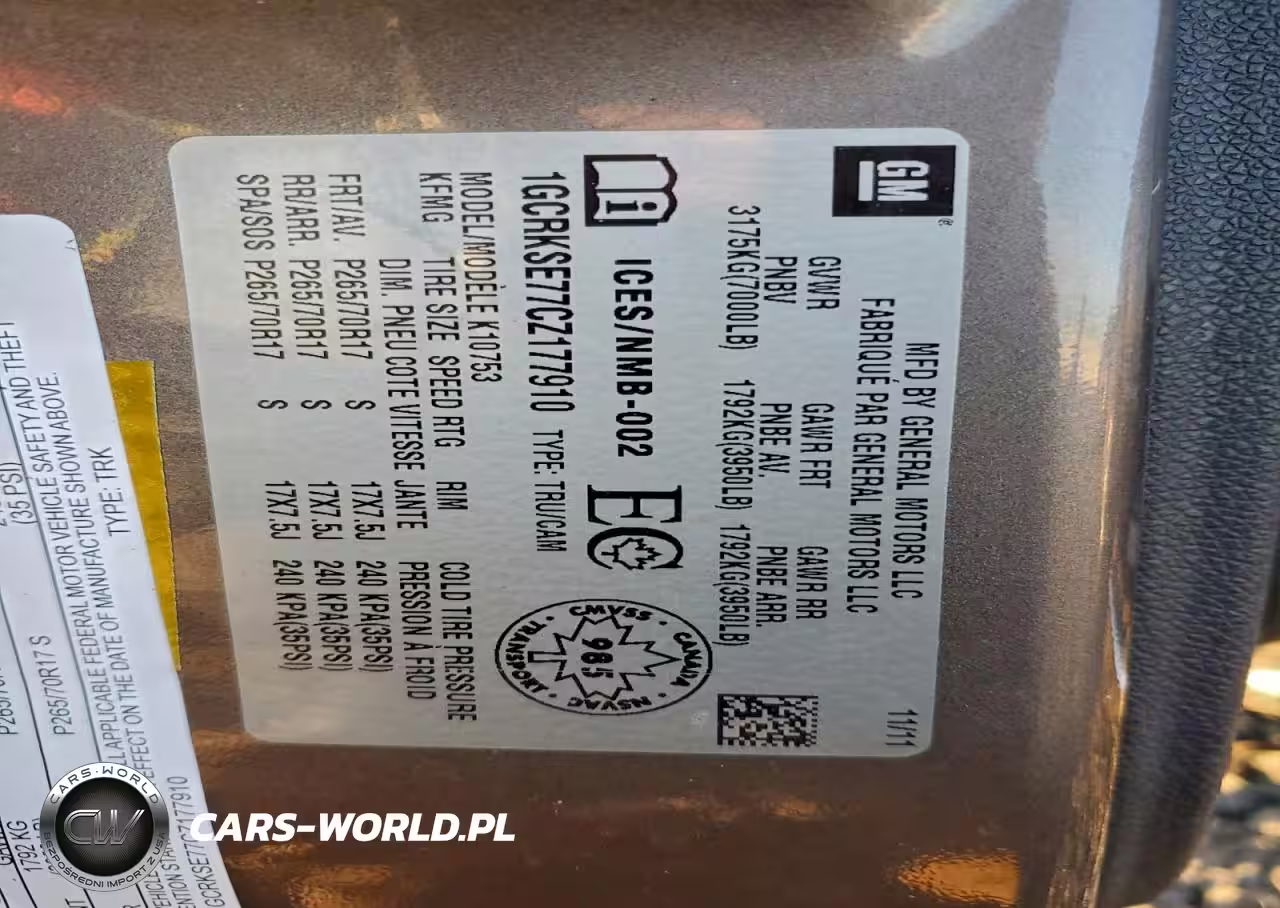 GM
®
MFD BY GENERAL MOTORS LLC
11/11
FABRIQUÉ PAR GENERAL MOTORS LLC
GVWR GAWR FRT GAWR RR
PNBV PNBE AV. PNBE ARR.
3175KG(7000LB) 1792KG(3950LB) 1792KG(3950LB)
i ICES/NMB-002
CMVSS · CANADA · NSVAC · TRANSPORT ·
985
1GCRKSE77CZ177910 TYPE: TRU/CAM
MODEL/MODÈLE K10753
KFMG TIRE SIZE SPEED RTG RIM COLD TIRE PRESSURE
DIM. PNEU COTE VITESSE JANTE PRESSION À FROID
FRT/AV. P265/70R17 S 17X7.5J 240 KPA(35PSI)
RR/ARR. P265/70R17 S 17X7.5J 240 KPA(35PSI)
SPA/SOS P265/70R17 S 17X7.5J 240 KPA(35PSI)
1792 KG
(35 PSI)
P265/70R17 S
APPLICABLE FEDERAL MOTOR VEHICLE SAFETY AND THEFT
EFFECT ON THE DATE OF MANUFACTURE SHOWN ABOVE.
GCRKSE77CZ177910
TYPE: TRK
CARS-WORLD
CW
BEZPOŚREDNI IMPORT Z USA
CARS-WORLD.PL